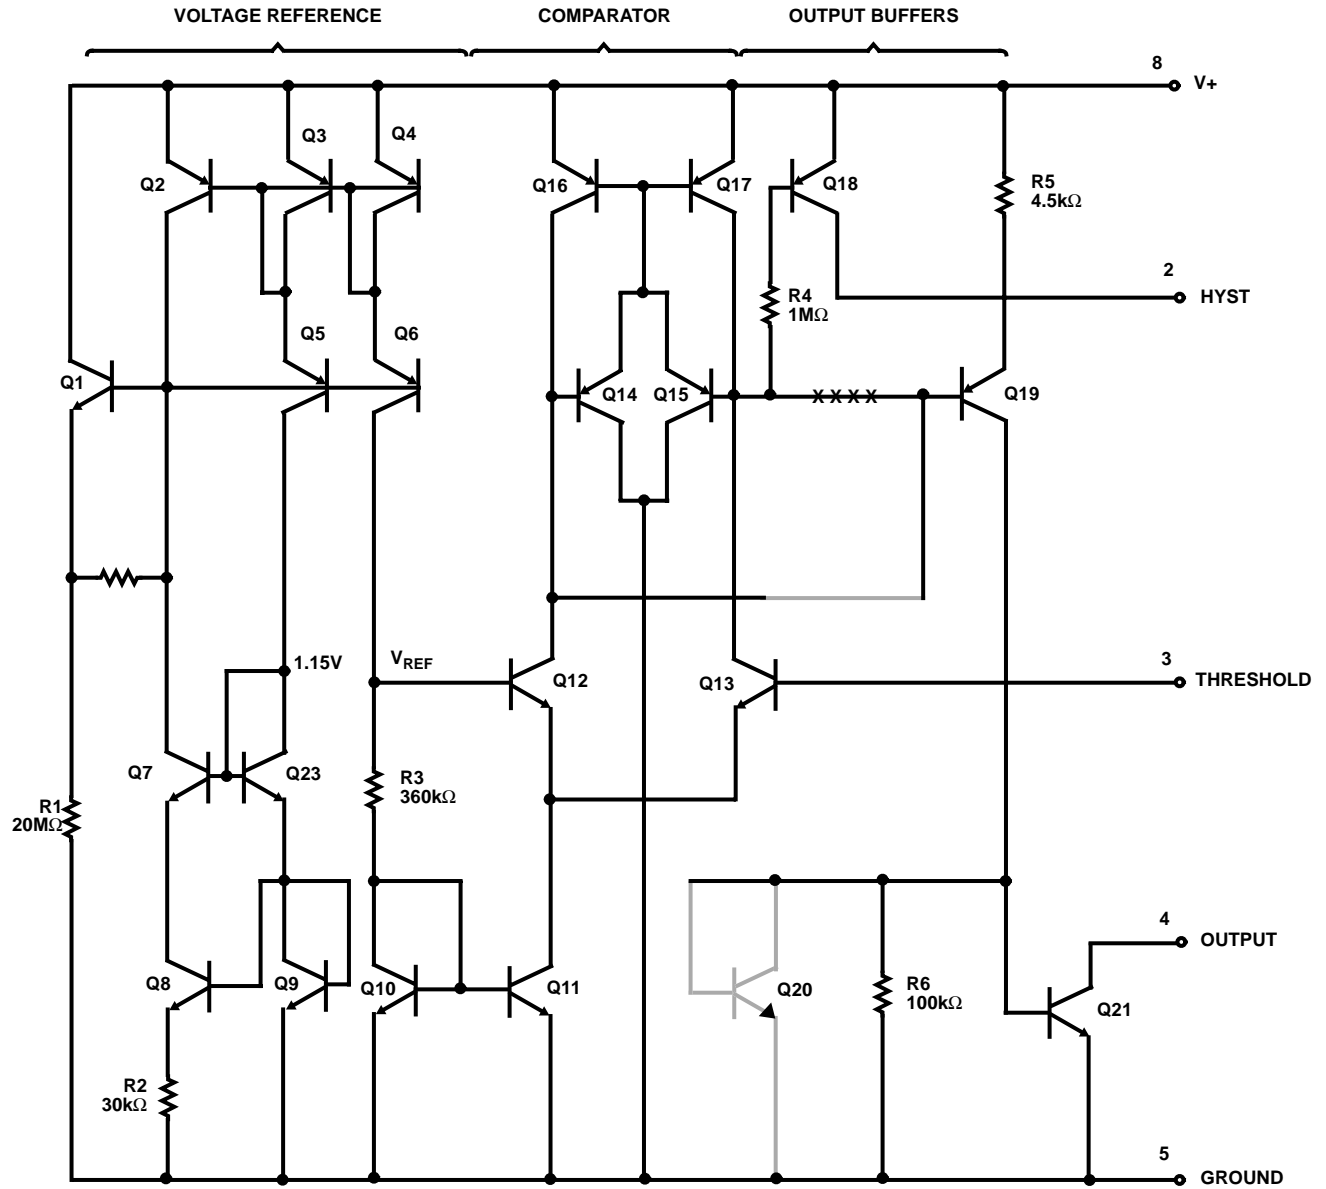 VOLTAGE REFERENCE
COMPARATOR
OUTPUT BUFFERS
8
V+
Q3
Q4
Q2
Q16
Q17
Q18
R5
4.5kΩ
2
HYST
R4
1MΩ
Q5
Q6
Q1
Q14
Q15
X X X X
Q19
1.15V
VREF
Q12
Q13
3
THRESHOLD
Q7
Q23
R3
360kΩ
R1
20MΩ
4
OUTPUT
Q8
Q9
Q10
Q11
Q20
R6
100kΩ
Q21
R2
30kΩ
5
GROUND